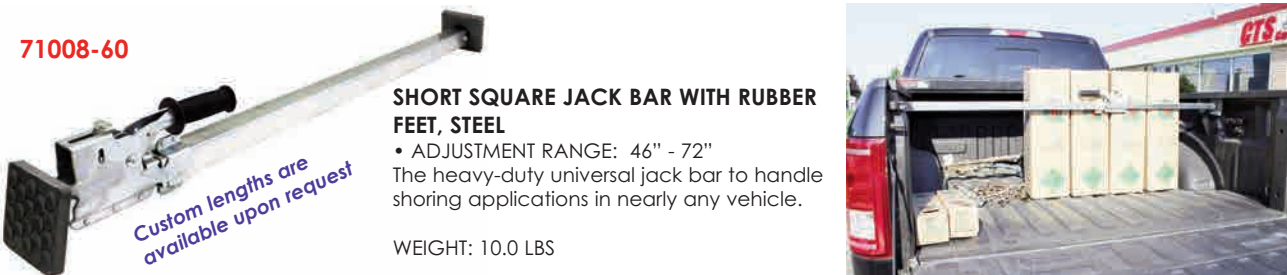 71008-60
Custom lengths are
available upon request
SHORT SQUARE JACK BAR WITH RUBBER
FEET, STEEL
• ADJUSTMENT RANGE:  46” - 72”
The heavy-duty universal jack bar to handle
shoring applications in nearly any vehicle.
WEIGHT: 10.0 LBS
CTS